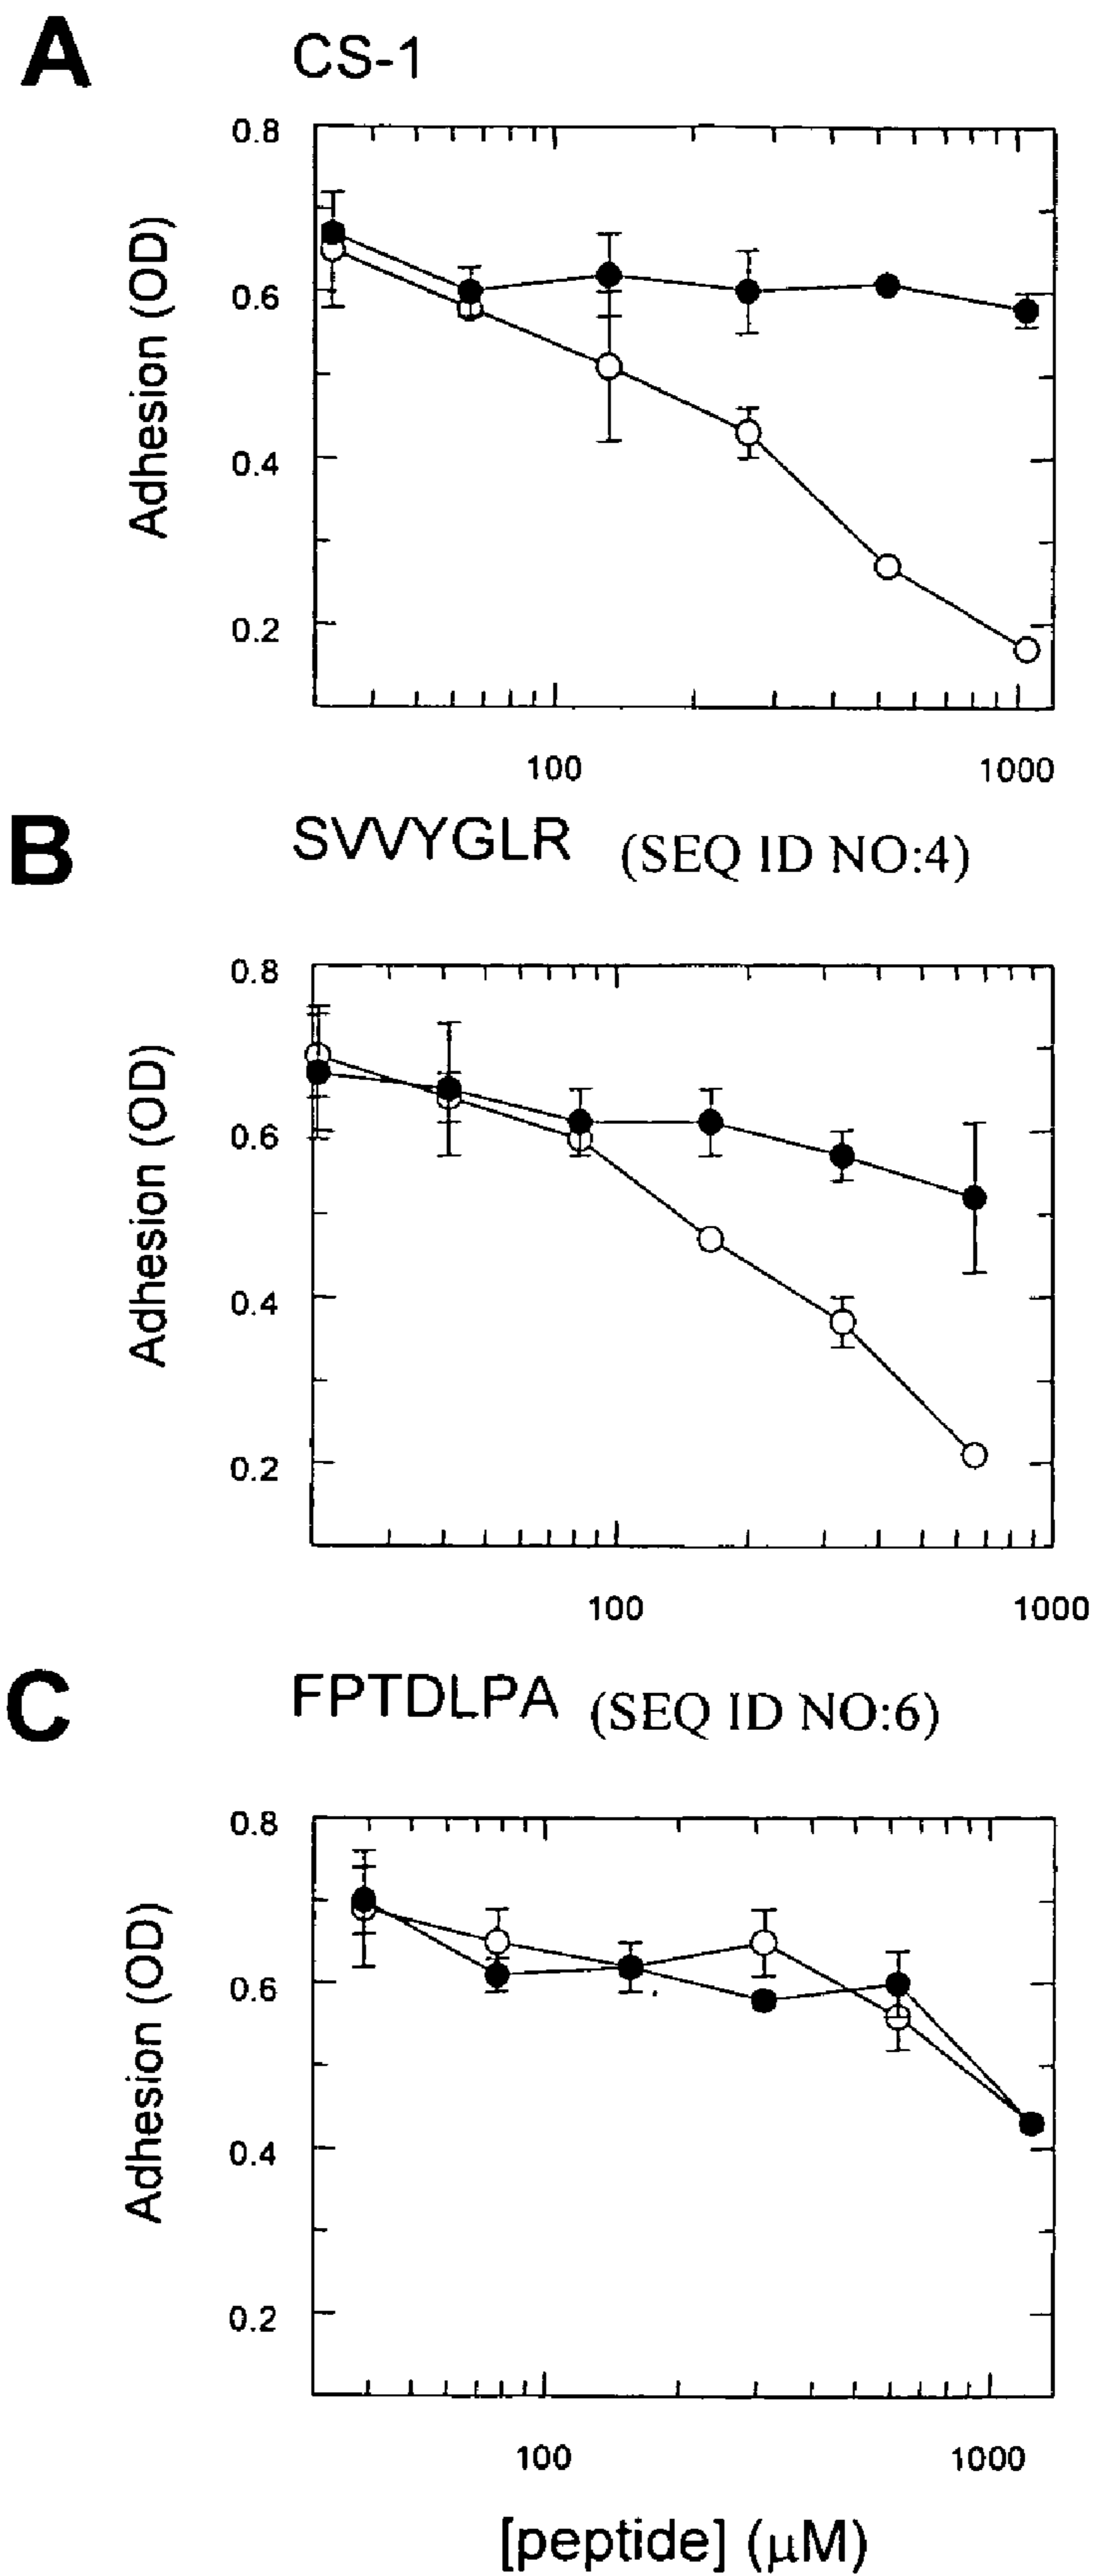 A CS-1
0.8
0.6
0.4
0.2
Adhesion (OD)
100 1000
B SVVYGLR (SEQ ID NO:4)
0.8
0.6
0.4
0.2
Adhesion (OD)
100 1000
C FPTDLPA (SEQ ID NO:6)
0.8
0.6
0.4
0.2
Adhesion (OD)
100 1000
[peptide] (μM)